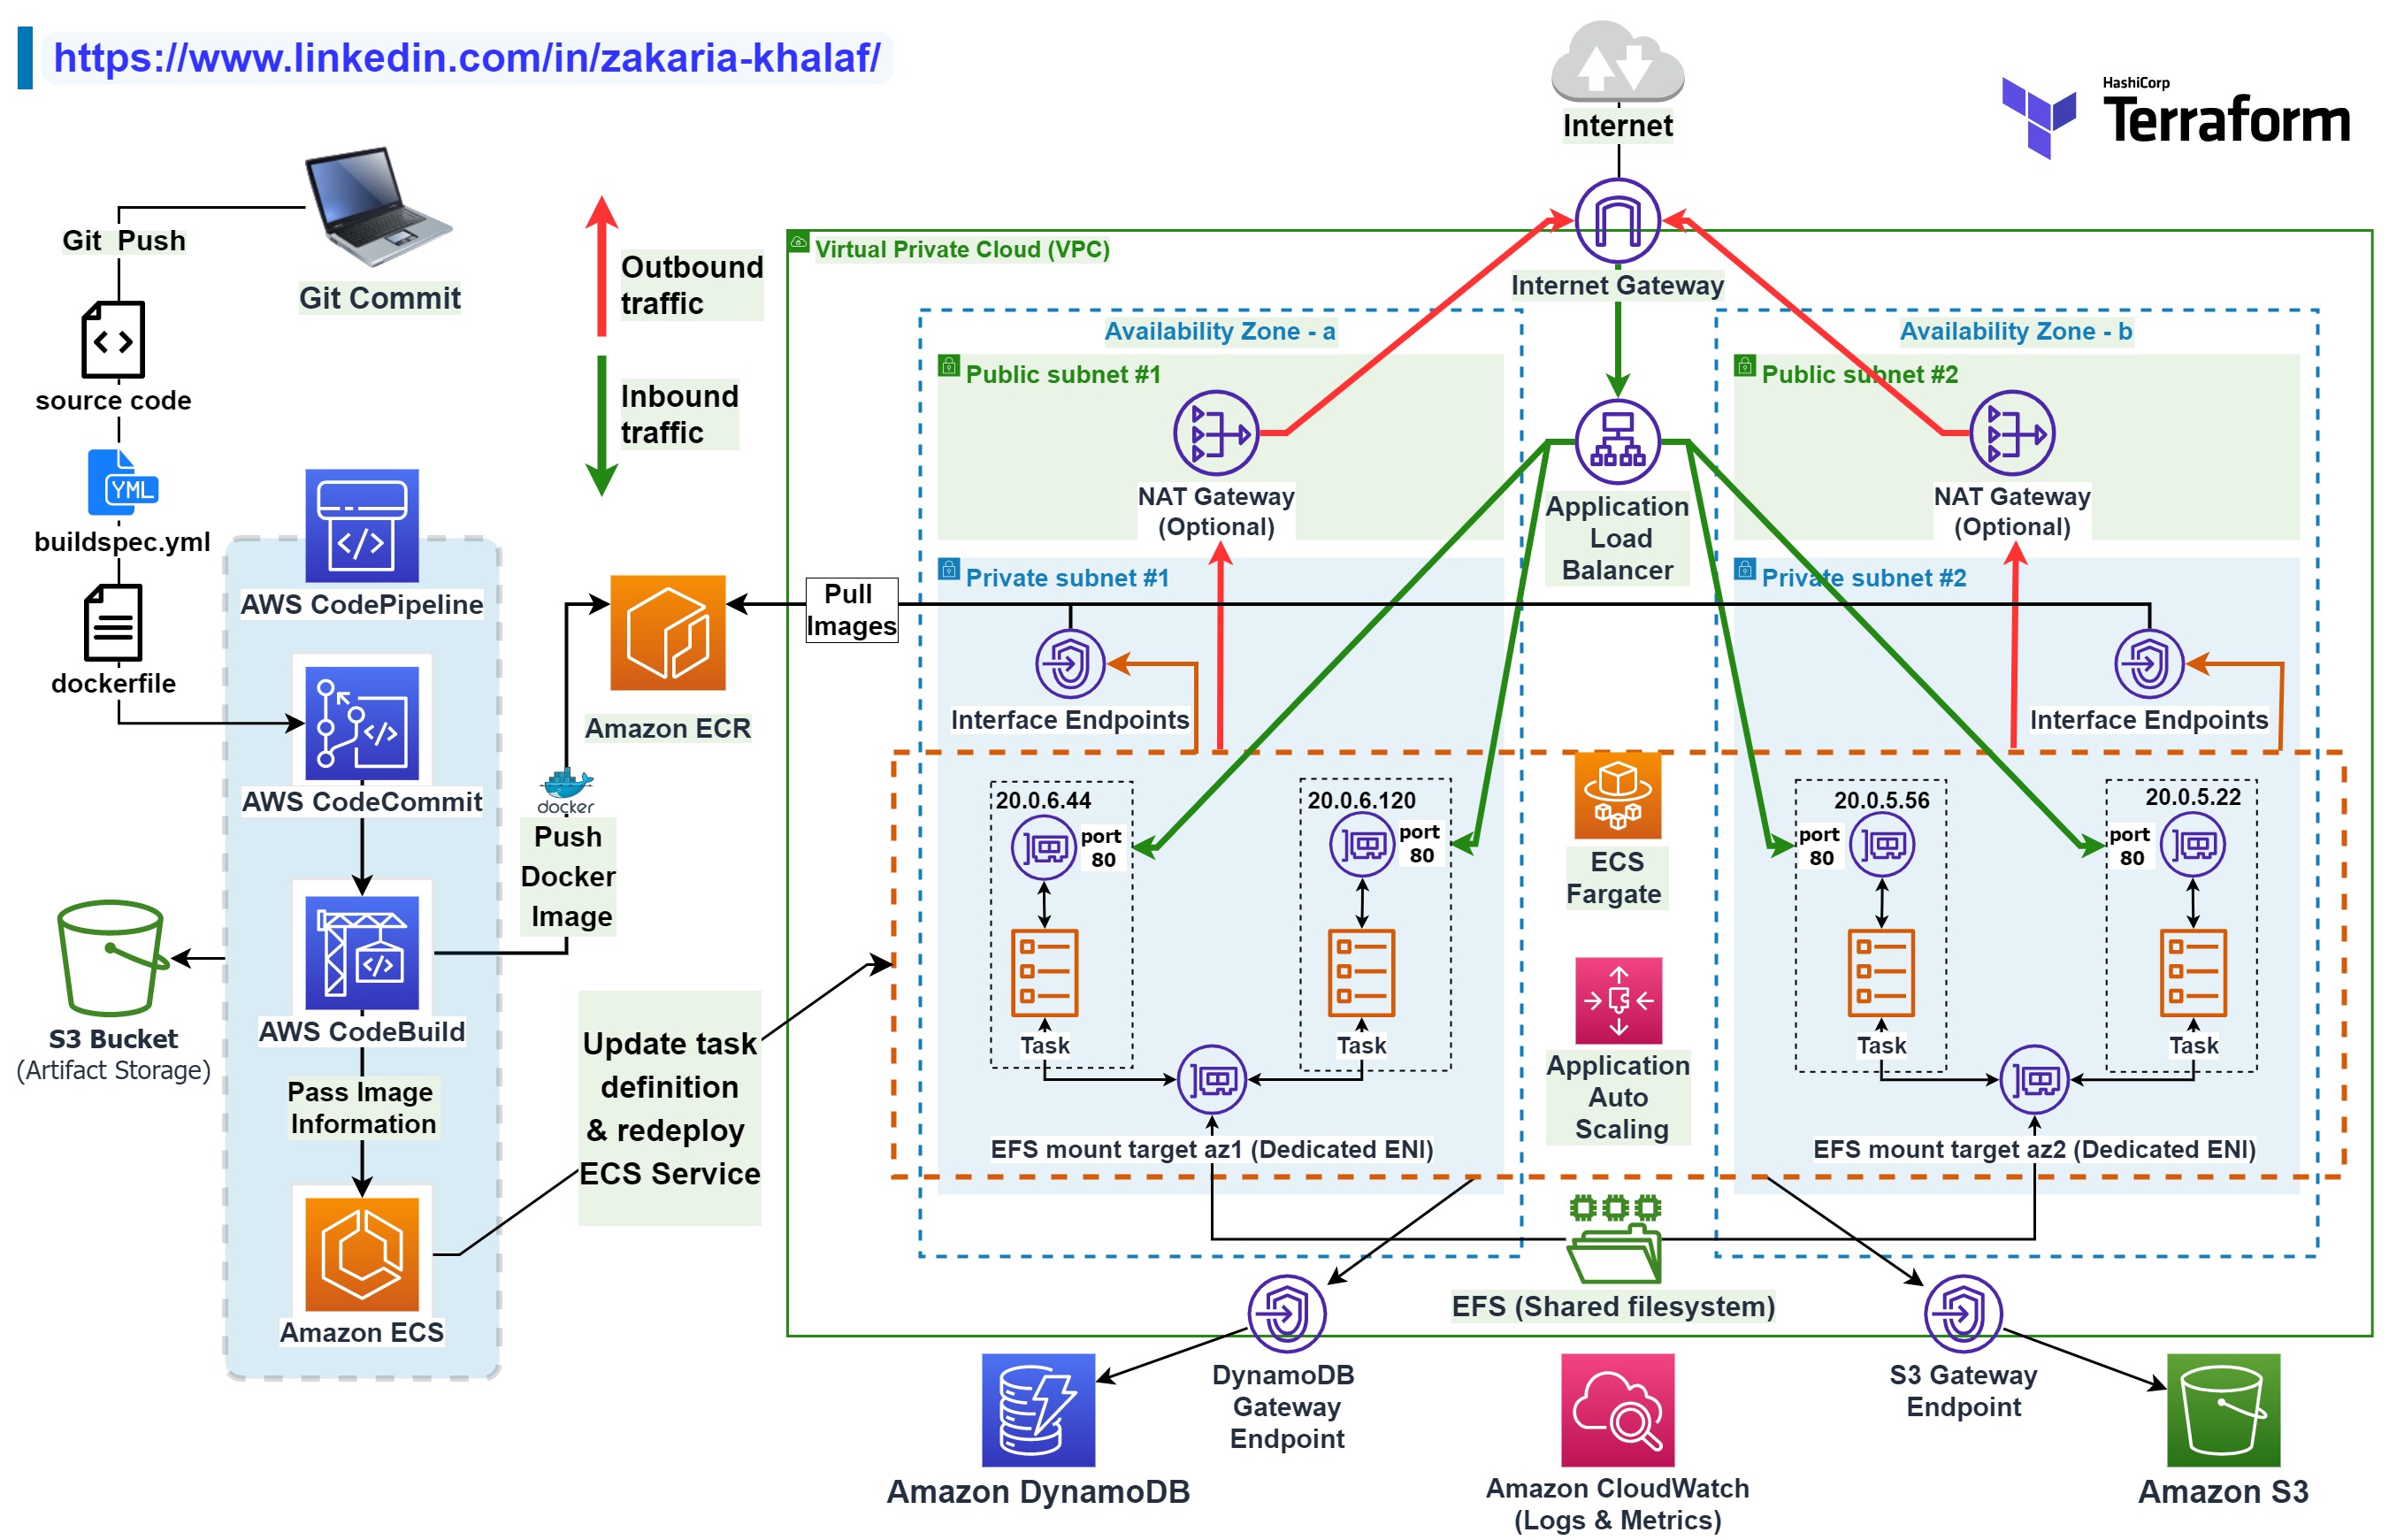 https://www.linkedin.com/in/zakaria-khalaf/
Internet
HashiCorp
Terraform
Git Push
Git Commit
source code
YML
buildspec.yml
dockerfile
Outbound
traffic
Inbound
traffic
AWS CodePipeline
AWS CodeCommit
AWS CodeBuild
Pass Image
Information
Amazon ECS
S3 Bucket
(Artifact Storage)
Amazon ECR
docker
Push
Docker
Image
Update task
definition
& redeploy
ECS Service
Pull
Images
Virtual Private Cloud (VPC)
Internet Gateway
Availability Zone - a
Public subnet #1
NAT Gateway
(Optional)
Private subnet #1
Interface Endpoints
Application
Load
Balancer
Availability Zone - b
Public subnet #2
NAT Gateway
(Optional)
Private subnet #2
Interface Endpoints
20.0.6.44
port
80
Task
20.0.6.120
port
80
Task
EFS mount target az1 (Dedicated ENI)
ECS
Fargate
Application
Auto
Scaling
20.0.5.56
port
80
Task
20.0.5.22
port
80
Task
EFS mount target az2 (Dedicated ENI)
EFS (Shared filesystem)
DynamoDB
Gateway
Endpoint
S3 Gateway
Endpoint
Amazon DynamoDB
Amazon CloudWatch
(Logs & Metrics)
Amazon S3